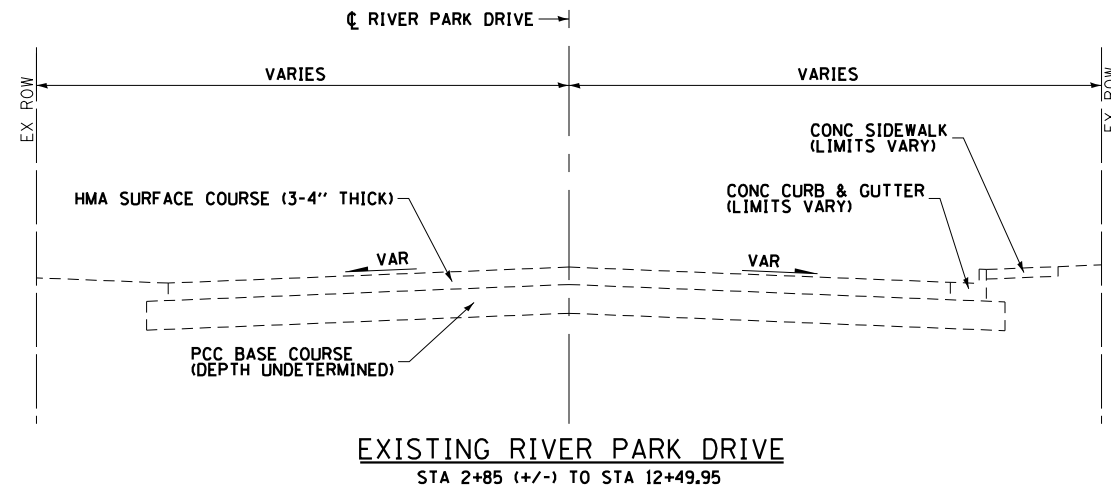 ℄ RIVER PARK DRIVE
VARIES
VARIES
EX ROW
EX ROW
CONC SIDEWALK
(LIMITS VARY)
HMA SURFACE COURSE (3-4'' THICK)
CONC CURB & GUTTER
(LIMITS VARY)
VAR
VAR
PCC BASE COURSE
(DEPTH UNDETERMINED)
EXISTING RIVER PARK DRIVE
STA 2+85 (+/-) TO STA 12+49.95